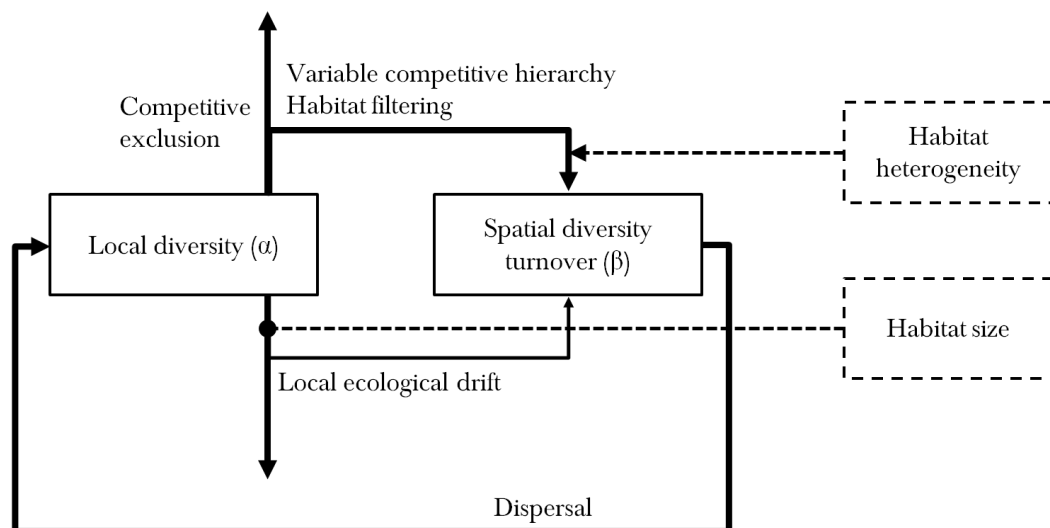 Variable competitive hierarchy
Habitat filtering
Competitive
exclusion
Habitat
heterogeneity
Local diversity (α)
Spatial diversity
turnover (β)
Habitat size
Local ecological drift
Dispersal